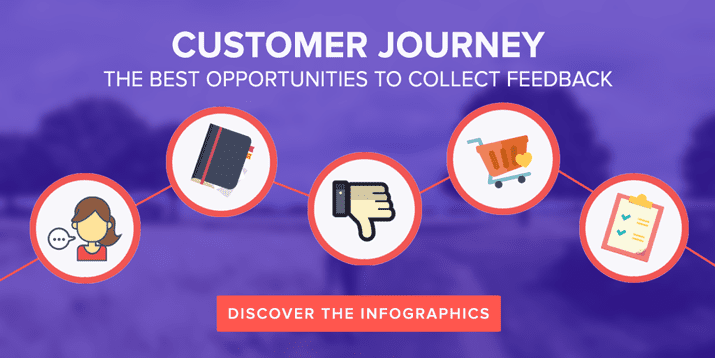 CUSTOMER JOURNEY
THE BEST OPPORTUNITIES TO COLLECT FEEDBACK
DISCOVER THE INFOGRAPHICS